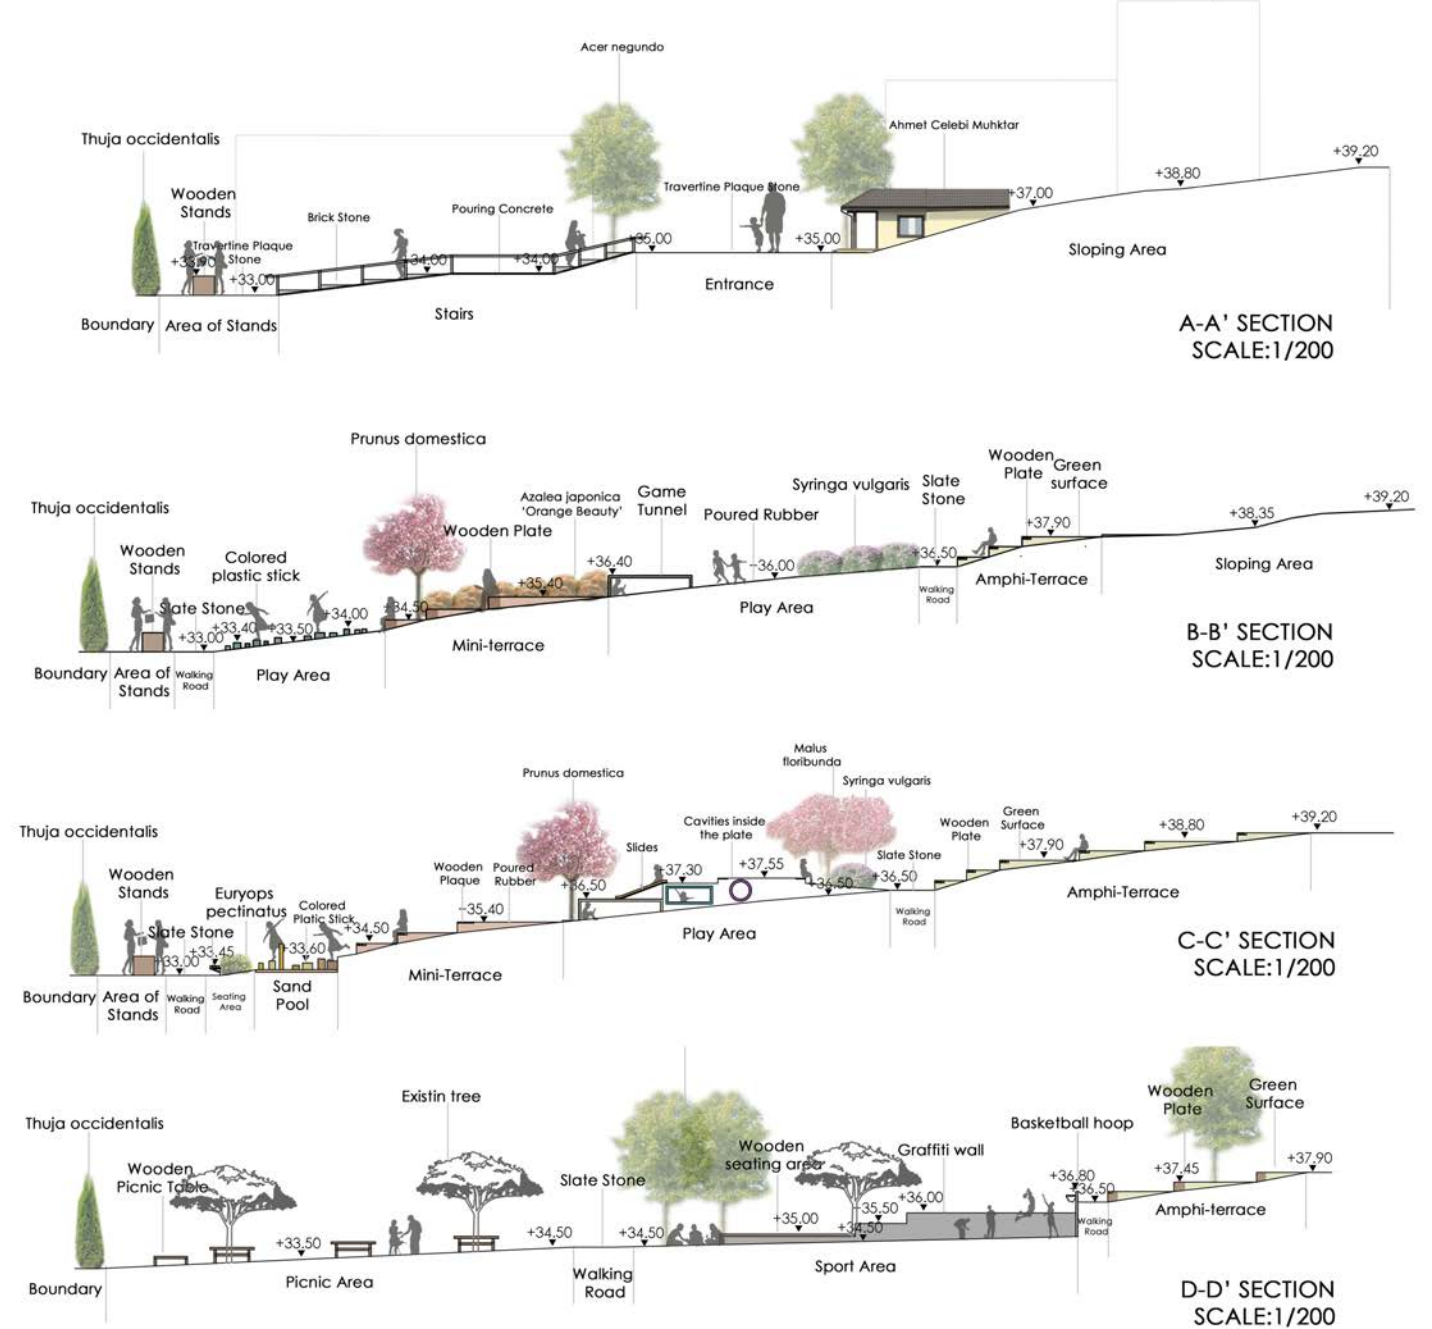 Acer negundo
Thuja occidentalis
Ahmet Celebi Muhktar
+39.20
+38.80
Wooden
Stands
Travertine Plaque Stone
+37.00
Pouring Concrete
Brick Stone
Travertine Plaque
Stone
+33.90
+33.00
+34.00
+34.00
+35.00
+35.00
Sloping Area
Entrance
Stairs
Boundary
Area of Stands
A-A' SECTION
SCALE:1/200
Prunus domestica
Thuja occidentalis
Wooden
Stands
Colored
plastic stick
Slate Stone
Wooden Plate
Azalea japonica
'Orange Beauty'
Game
Tunnel
Poured Rubber
Syringa vulgaris
Slate
Stone
Wooden
Plate
Green
surface
+39.20
+38.35
+37.90
+36.50
+36.00
+36.40
+35.40
+34.50
+34.00
+33.50
+33.40
+33.00
Sloping Area
Amphi-Terrace
Walking
Road
Play Area
Mini-terrace
Boundary
Area of
Stands
Walking
Road
Play Area
B-B' SECTION
SCALE:1/200
Malus
floribunda
Prunus domestica
Syringa vulgaris
Thuja occidentalis
Cavities inside
the plate
Green
Surface
Wooden
Plate
+39.20
+38.80
+37.90
Slides
Slate Stone
Wooden
Stands
Euryops
pectinatus
Wooden
Plaque
Poured
Rubber
+37.30
+37.55
+36.50
+36.50
+36.50
Colored
Platic Stick
Slate Stone
+35.40
+34.50
+33.60
+33.45
+33.00
Amphi-Terrace
Walking
Road
Play Area
Mini-Terrace
Boundary
Area of
Stands
Walking
Road
Seating
Area
Sand
Pool
C-C' SECTION
SCALE:1/200
Existin tree
Thuja occidentalis
Wooden
Picnic Table
Slate Stone
Wooden
seating area
Graffiti wall
Basketball hoop
Wooden
Plate
Green
Surface
+37.90
+37.45
+36.80
+36.50
+36.00
+35.50
+35.00
+34.50
+34.50
+34.50
+33.50
Amphi-terrace
Walking
Road
Sport Area
Walking
Road
Picnic Area
Boundary
D-D' SECTION
SCALE:1/200